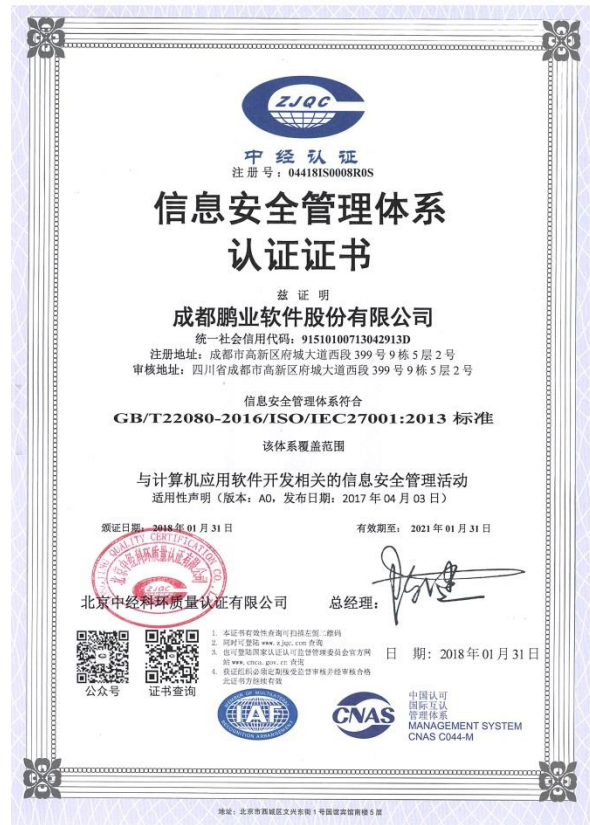 ZJQC
中经认证
注册号：04418IS0008R0S
信息安全管理体系
认证证书
兹证明
成都鹏业软件股份有限公司
统一社会信用代码：91510100713042913D
注册地址：成都市高新区府城大道西段399号9栋5层2号
审核地址：四川省成都市高新区府城大道西段399号9栋5层2号
信息安全管理体系符合
GB/T22080-2016/ISO/IEC27001:2013 标准
该体系覆盖范围
与计算机应用软件开发相关的信息安全管理活动
适用性声明（版本：A0，发布日期：2017年04月03日）
颁证日期：2018年01月31日
有效期至：2021年01月31日
北京中经科环质量认证有限公司
总经理：
公众号
证书查询
1. 本证书有效性查询可扫描左侧二维码
2. 同时可登陆 www.zjqc.com 查询
3. 也可登陆国家认证认可监督管理委员会官方网
站 www.cnca.gov.cn 查询
4. 获证组织必须定期接受监督审核并经审核合格
此证书方继续有效
日 期：2018年01月31日
MEMBER OF MULTILATERAL
IAF
RECOGNITION ARRANGEMENT
CNAS
中国认可
国际互认
管理体系
MANAGEMENT SYSTEM
CNAS C044-M
地址：北京市西城区文兴东街1号国谊宾馆南楼5层